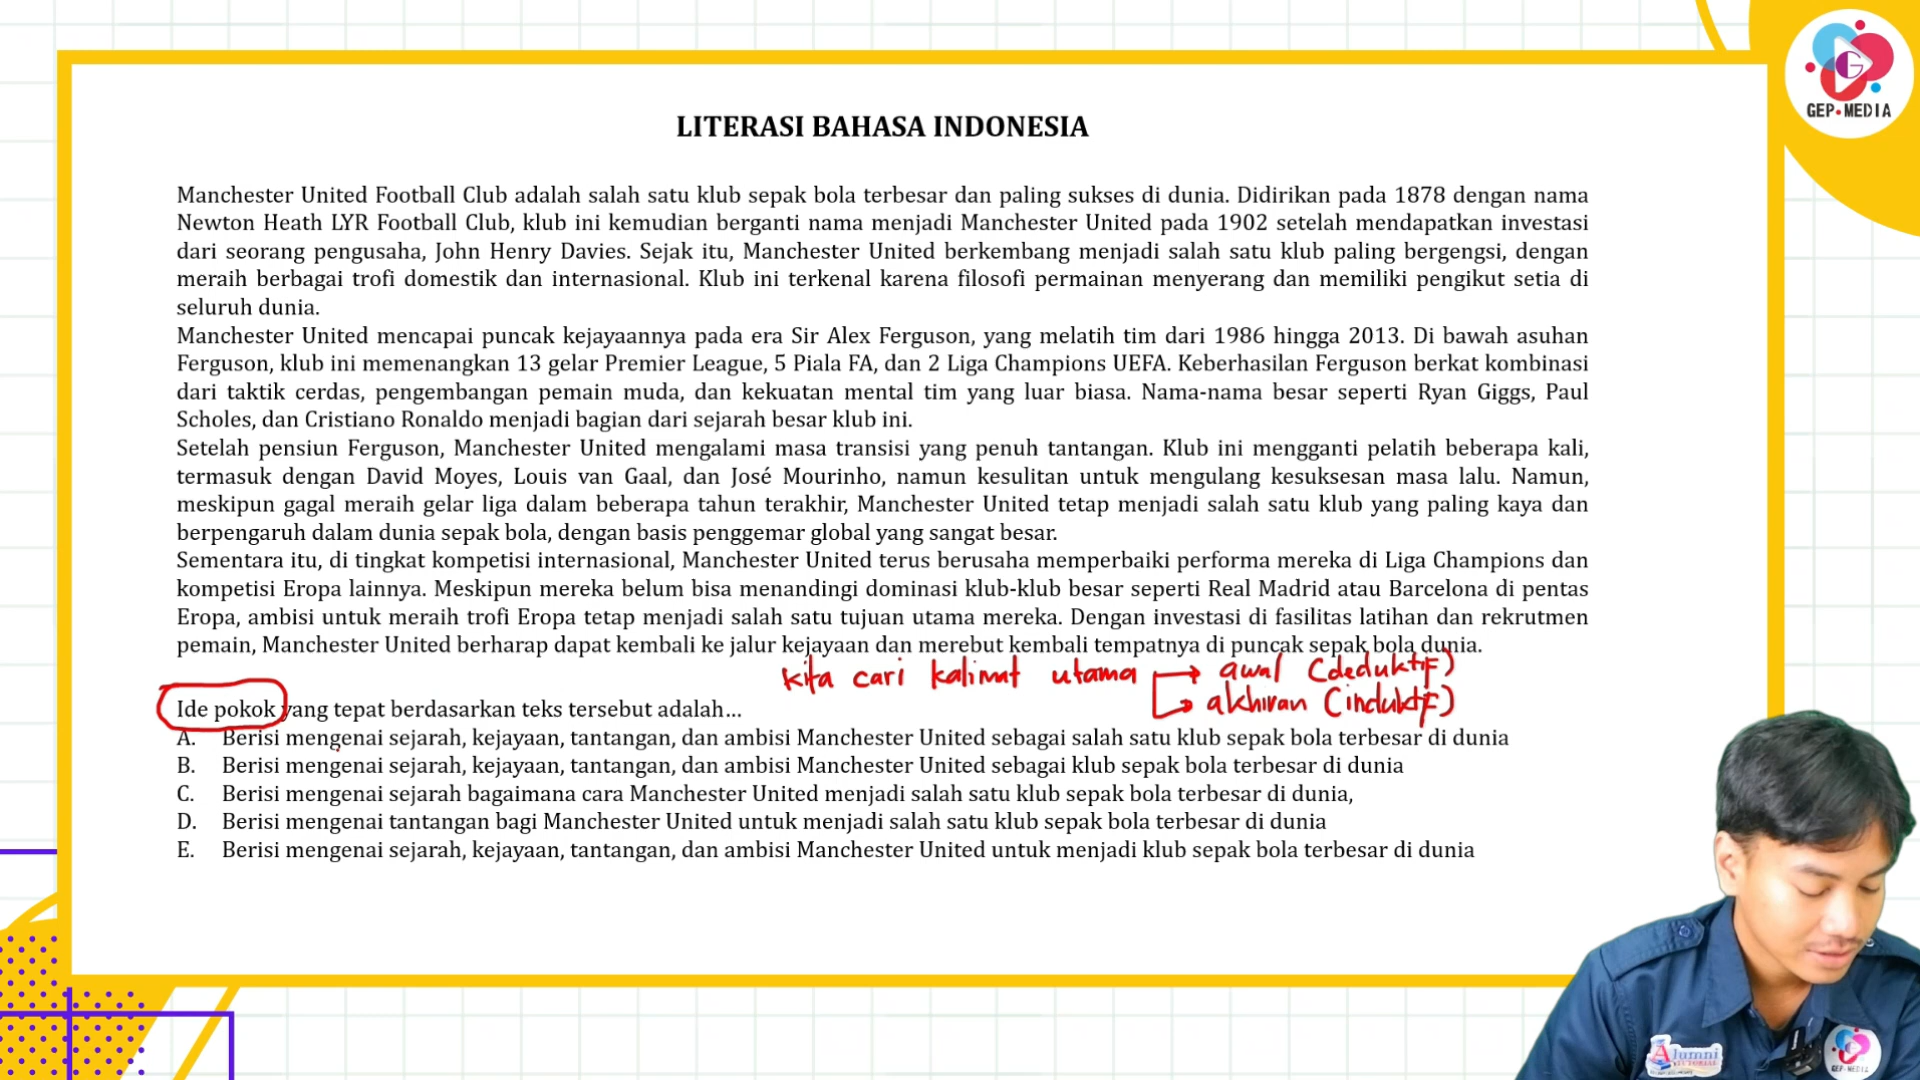 GEP•MEDIA
LITERASI BAHASA INDONESIA
Manchester United Football Club adalah salah satu klub sepak bola terbesar dan paling sukses di dunia. Didirikan pada 1878 dengan nama
Newton Heath LYR Football Club, klub ini kemudian berganti nama menjadi Manchester United pada 1902 setelah mendapatkan investasi
dari seorang pengusaha, John Henry Davies. Sejak itu, Manchester United berkembang menjadi salah satu klub paling bergengsi, dengan
meraih berbagai trofi domestik dan internasional. Klub ini terkenal karena filosofi permainan menyerang dan memiliki pengikut setia di
seluruh dunia.
Manchester United mencapai puncak kejayaannya pada era Sir Alex Ferguson, yang melatih tim dari 1986 hingga 2013. Di bawah asuhan
Ferguson, klub ini memenangkan 13 gelar Premier League, 5 Piala FA, dan 2 Liga Champions UEFA. Keberhasilan Ferguson berkat kombinasi
dari taktik cerdas, pengembangan pemain muda, dan kekuatan mental tim yang luar biasa. Nama-nama besar seperti Ryan Giggs, Paul
Scholes, dan Cristiano Ronaldo menjadi bagian dari sejarah besar klub ini.
Setelah pensiun Ferguson, Manchester United mengalami masa transisi yang penuh tantangan. Klub ini mengganti pelatih beberapa kali,
termasuk dengan David Moyes, Louis van Gaal, dan José Mourinho, namun kesulitan untuk mengulang kesuksesan masa lalu. Namun,
meskipun gagal meraih gelar liga dalam beberapa tahun terakhir, Manchester United tetap menjadi salah satu klub yang paling kaya dan
berpengaruh dalam dunia sepak bola, dengan basis penggemar global yang sangat besar.
Sementara itu, di tingkat kompetisi internasional, Manchester United terus berusaha memperbaiki performa mereka di Liga Champions dan
kompetisi Eropa lainnya. Meskipun mereka belum bisa menandingi dominasi klub-klub besar seperti Real Madrid atau Barcelona di pentas
Eropa, ambisi untuk meraih trofi Eropa tetap menjadi salah satu tujuan utama mereka. Dengan investasi di fasilitas latihan dan rekrutmen
pemain, Manchester United berharap dapat kembali ke jalur kejayaan dan merebut kembali tempatnya di puncak sepak bola dunia.
kita cari kalimat utama → awal (deduktif)
→ akhiran (induktif)
Ide pokok yang tepat berdasarkan teks tersebut adalah...
A. Berisi mengenai sejarah, kejayaan, tantangan, dan ambisi Manchester United sebagai salah satu klub sepak bola terbesar di dunia
B. Berisi mengenai sejarah, kejayaan, tantangan, dan ambisi Manchester United sebagai klub sepak bola terbesar di dunia
C. Berisi mengenai sejarah bagaimana cara Manchester United menjadi salah satu klub sepak bola terbesar di dunia,
D. Berisi mengenai tantangan bagi Manchester United untuk menjadi salah satu klub sepak bola terbesar di dunia
E. Berisi mengenai sejarah, kejayaan, tantangan, dan ambisi Manchester United untuk menjadi klub sepak bola terbesar di dunia
Alumni
GEP•MEDIA